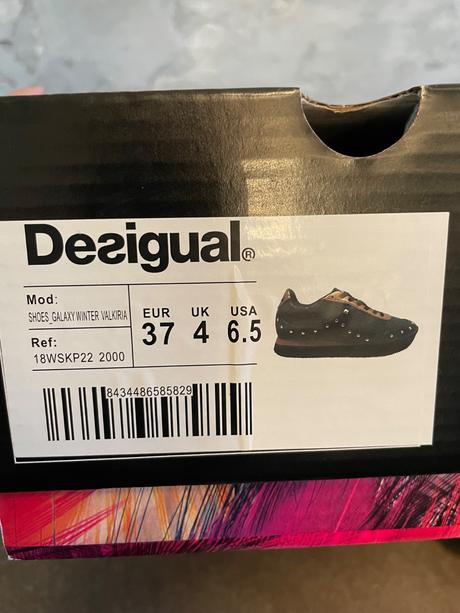 Desigual®
Mod:
SHOES_GALAXY WINTER VALKIRIA
Ref:
18WSKP22 2000
EUR UK USA
37 4 6.5
8434486585829